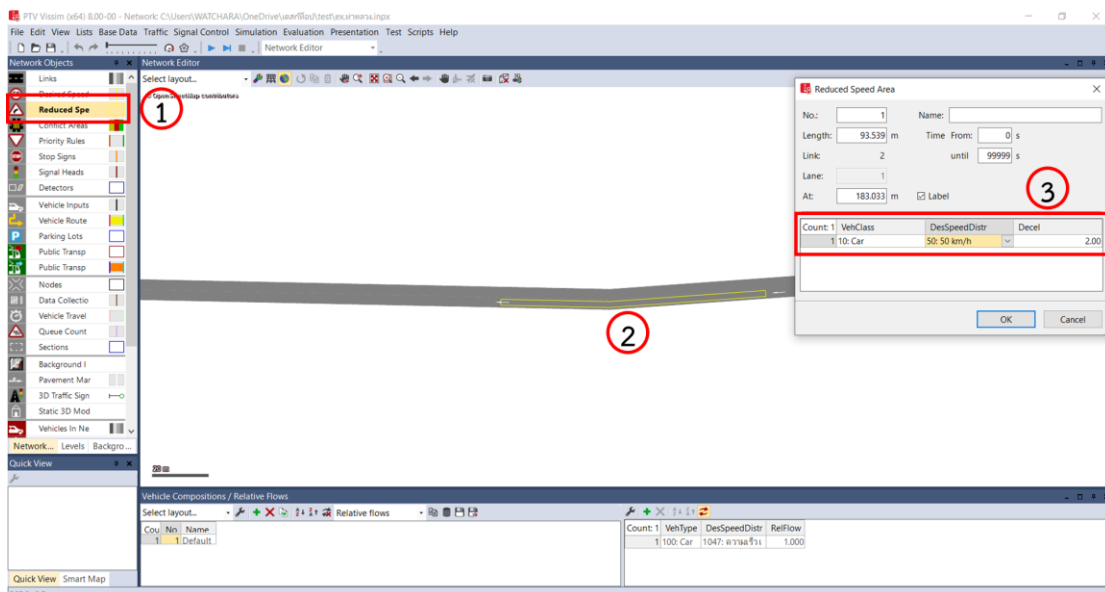 PTV Vissim (x64) 8.00-00 - Network: C:\Users\WATCHARA\OneDrive\เดสก์ท็อป\test\ex.ท่าหลวง.inpx
File Edit View Lists Base Data Traffic Signal Control Simulation Evaluation Presentation Test Scripts Help
Network Editor
Network Objects
Network Editor
Links
Select layout...
Desired Speed
Reduced Spe
1
Conflict Areas
Priority Rules
Stop Signs
Signal Heads
Detectors
Vehicle Inputs
Vehicle Route
Parking Lots
Public Transp
Public Transp
Nodes
Data Collectio
Vehicle Travel
Queue Count
Sections
Background I
Pavement Mar
3D Traffic Sign
Static 3D Mod
Vehicles In Ne
Network... Levels Backgro...
2
Reduced Speed Area
No.: 1 Name:
Length: 93.539 m Time From: 0 s
Link: 2 until 99999 s
Lane: 1
At: 183.033 m Label
3
Count: 1 VehClass DesSpeedDistr Decel
1 10: Car 50: 50 km/h 2.00
OK Cancel
Quick View
Quick View Smart Map
Vehicle Compositions / Relative Flows
Select layout... Relative flows
Cou No Name
1 1 Default
Count: 1 VehType DesSpeedDistr RelFlow
1 100: Car 1047: ความเร็วเ 1.000